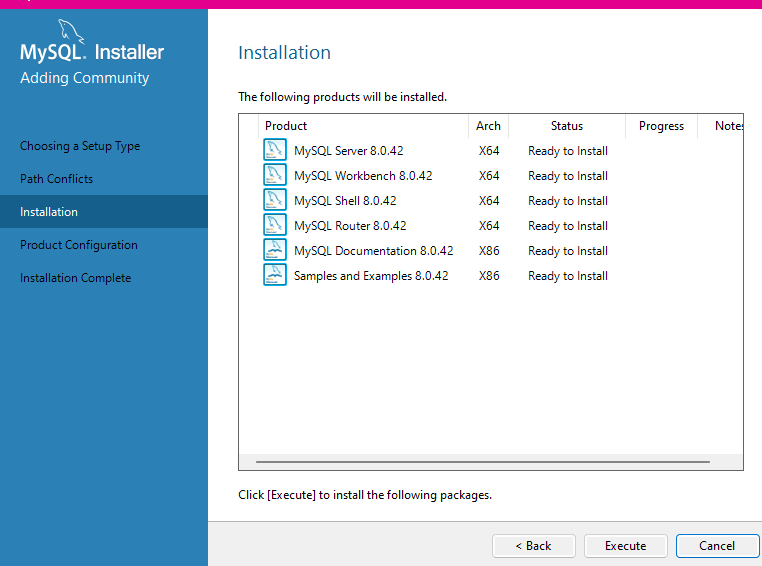 MySQL. Installer
Adding Community
Choosing a Setup Type
Path Conflicts
Installation
Product Configuration
Installation Complete
Installation
The following products will be installed.
Product Arch Status Progress Notes
MySQL Server 8.0.42 X64 Ready to Install
MySQL Workbench 8.0.42 X64 Ready to Install
MySQL Shell 8.0.42 X64 Ready to Install
MySQL Router 8.0.42 X64 Ready to Install
MySQL Documentation 8.0.42 X86 Ready to Install
Samples and Examples 8.0.42 X86 Ready to Install
Click [Execute] to install the following packages.
< Back Execute Cancel